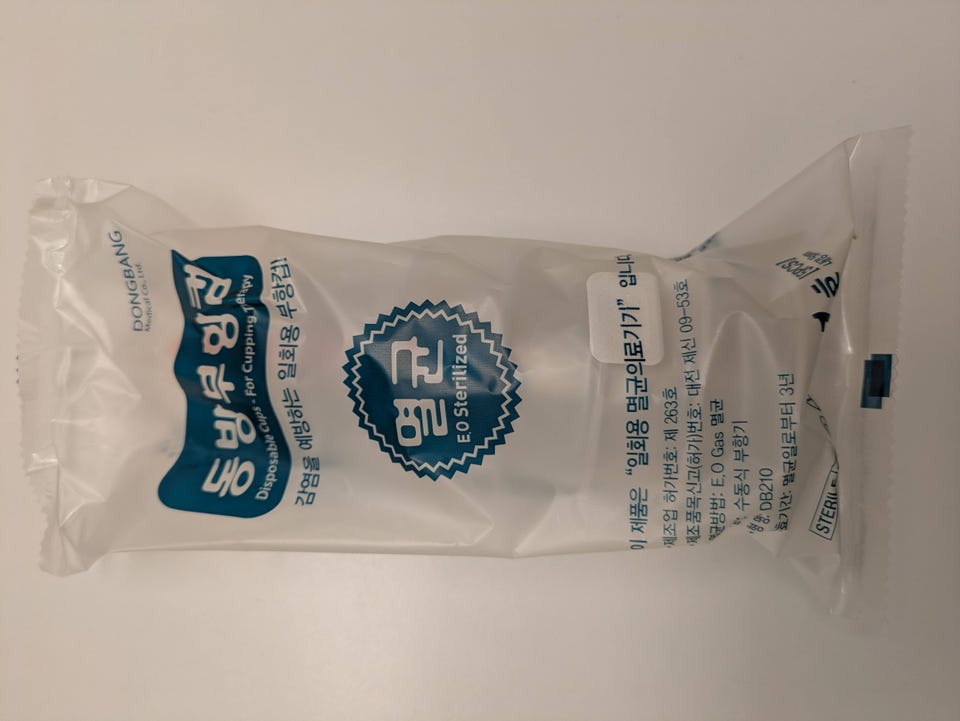 DONGBANG
Medical Co., Ltd.
동방부항컵
Disposable Cups - For Cupping Therapy
감염을 예방하는 일회용 부항컵!!
멸균
E.O Sterilized
이 제품은 "일회용 멸균의료기기" 입니다
제조업 허가번호: 제 263호
제조품목신고(허가)번호: 대전 제신 09-53호
멸균방법: E.O Gas 멸균
수동식 부항기
DB210
기간: 멸균일로부터 3년
STERILE